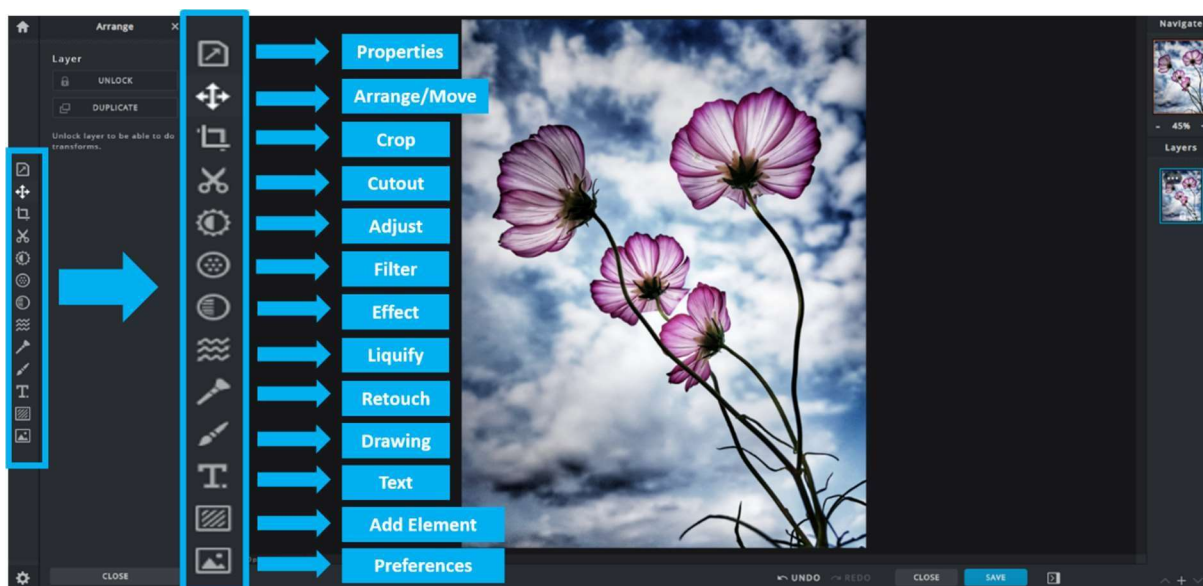 Arrange
×
Layer
UNLOCK
DUPLICATE
Unlock layer to be able to do
transforms.
T.
CLOSE
T.
Properties
Arrange/Move
Crop
Cutout
Adjust
Filter
Effect
Liquify
Retouch
Drawing
Text
Add Element
Preferences
UNDO
REDO
CLOSE
SAVE
Navigate
- 45%
Layers